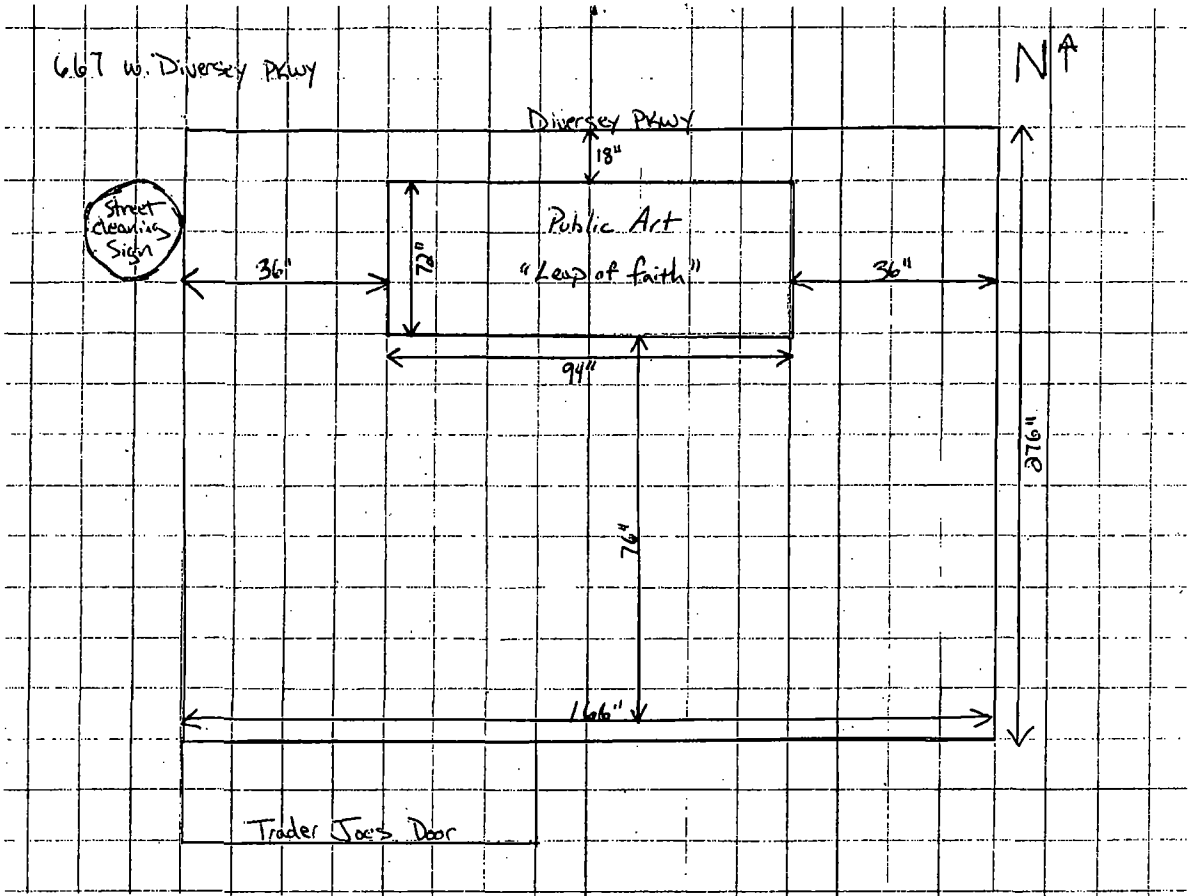 667 W. Diversey PKWY
N
Diversey PKWY
18"
Street
Cleaning
Sign
Public Art
72"
"Leap of faith"
36"
36"
94"
276"
76"
166"
Trader Joe's Door